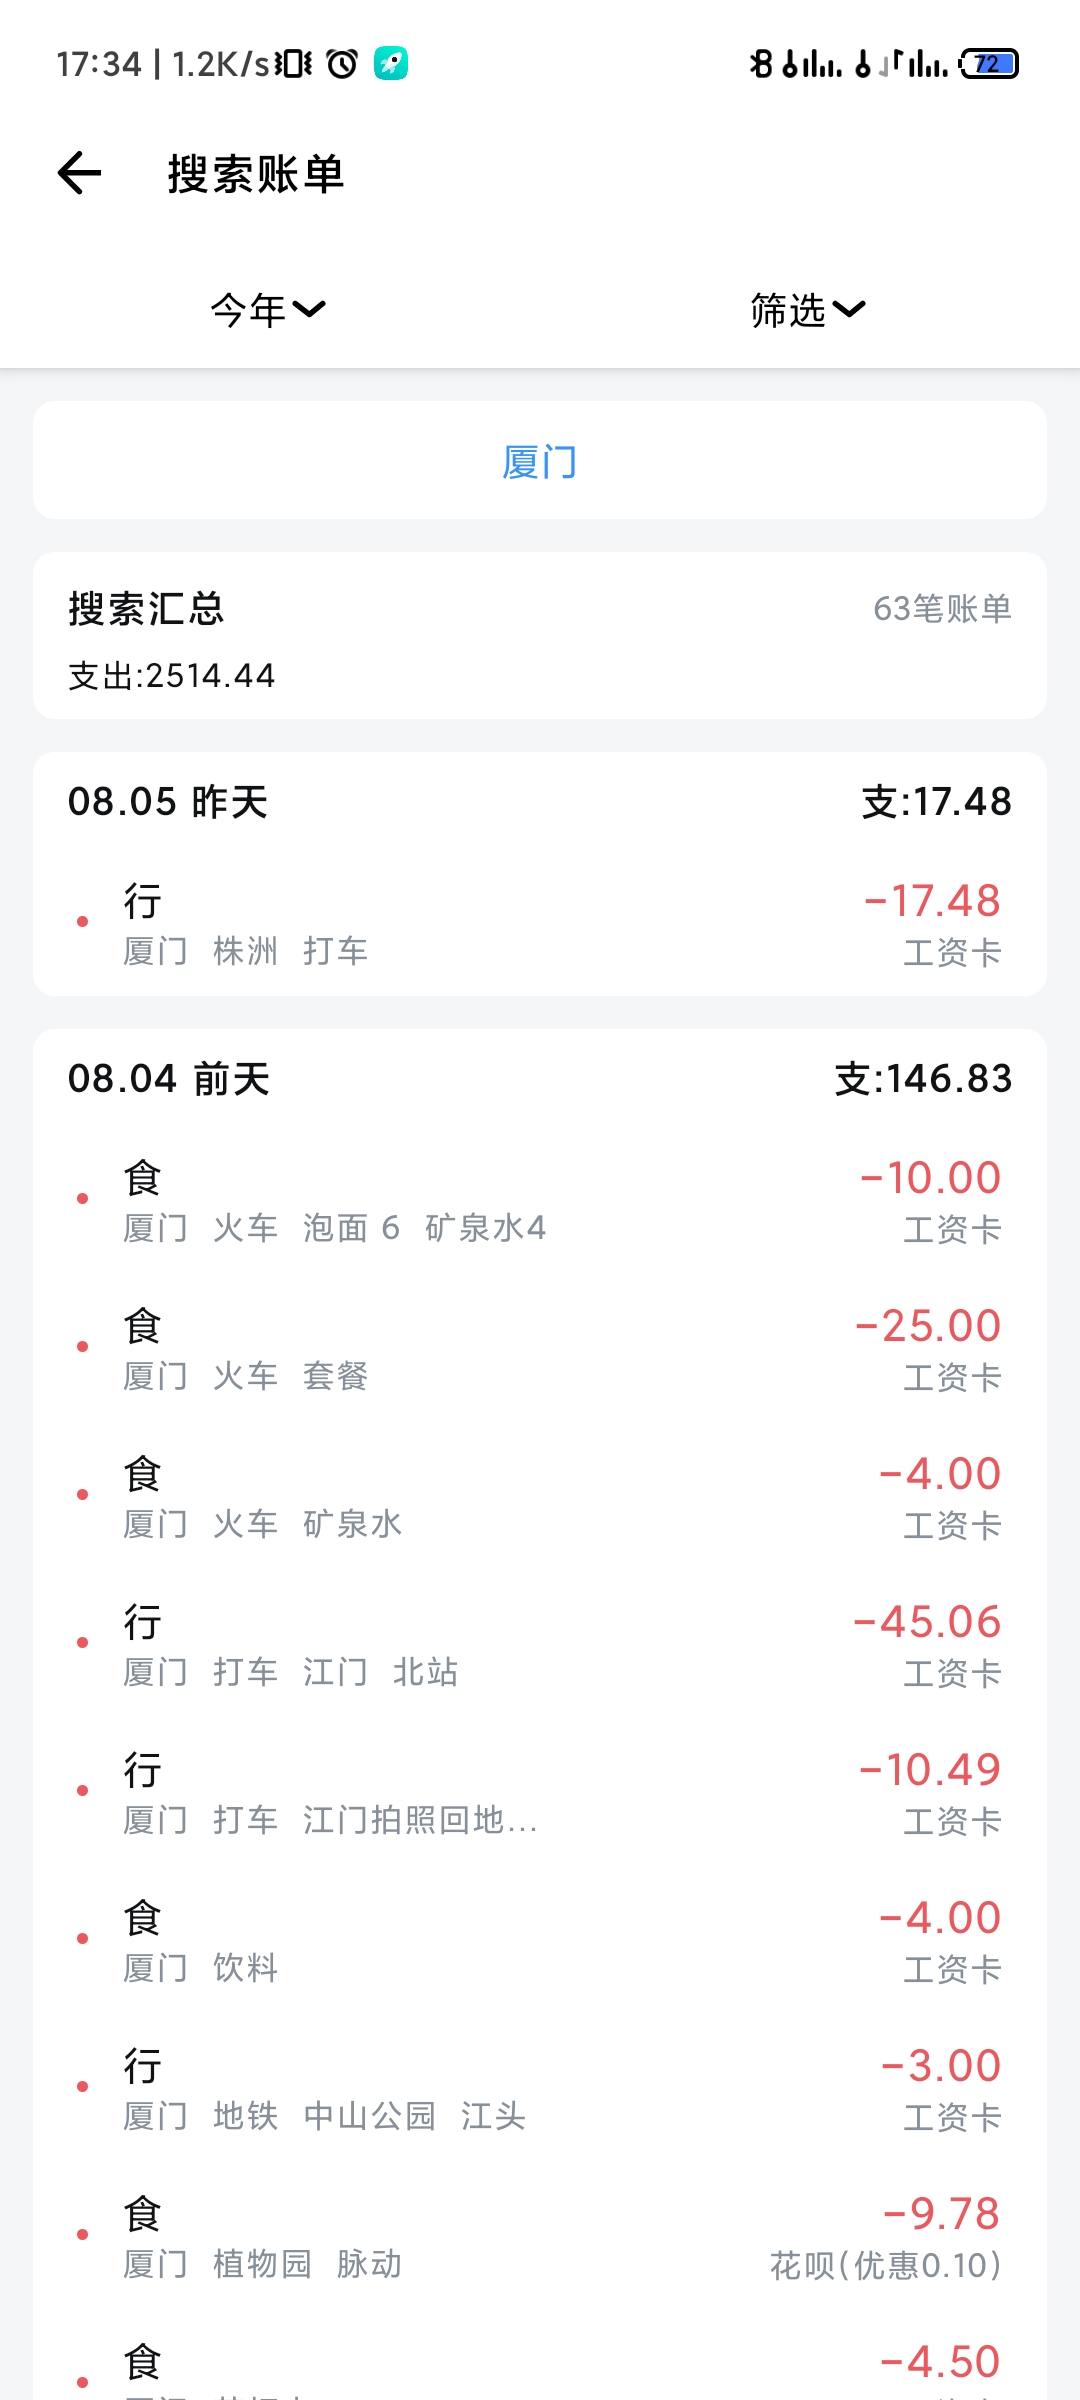 17:34 | 1.2K/s 72
搜索账单
今年 筛选
厦门
搜索汇总 63笔账单
支出:2514.44
08.05 昨天 支:17.48
行 -17.48
厦门 株洲 打车 工资卡
08.04 前天 支:146.83
食 -10.00
厦门 火车 泡面 6 矿泉水4 工资卡
食 -25.00
厦门 火车 套餐 工资卡
食 -4.00
厦门 火车 矿泉水 工资卡
行 -45.06
厦门 打车 江门 北站 工资卡
行 -10.49
厦门 打车 江门拍照回地... 工资卡
食 -4.00
厦门 饮料 工资卡
行 -3.00
厦门 地铁 中山公园 江头 工资卡
食 -9.78
厦门 植物园 脉动 花呗(优惠0.10)
食 -4.50